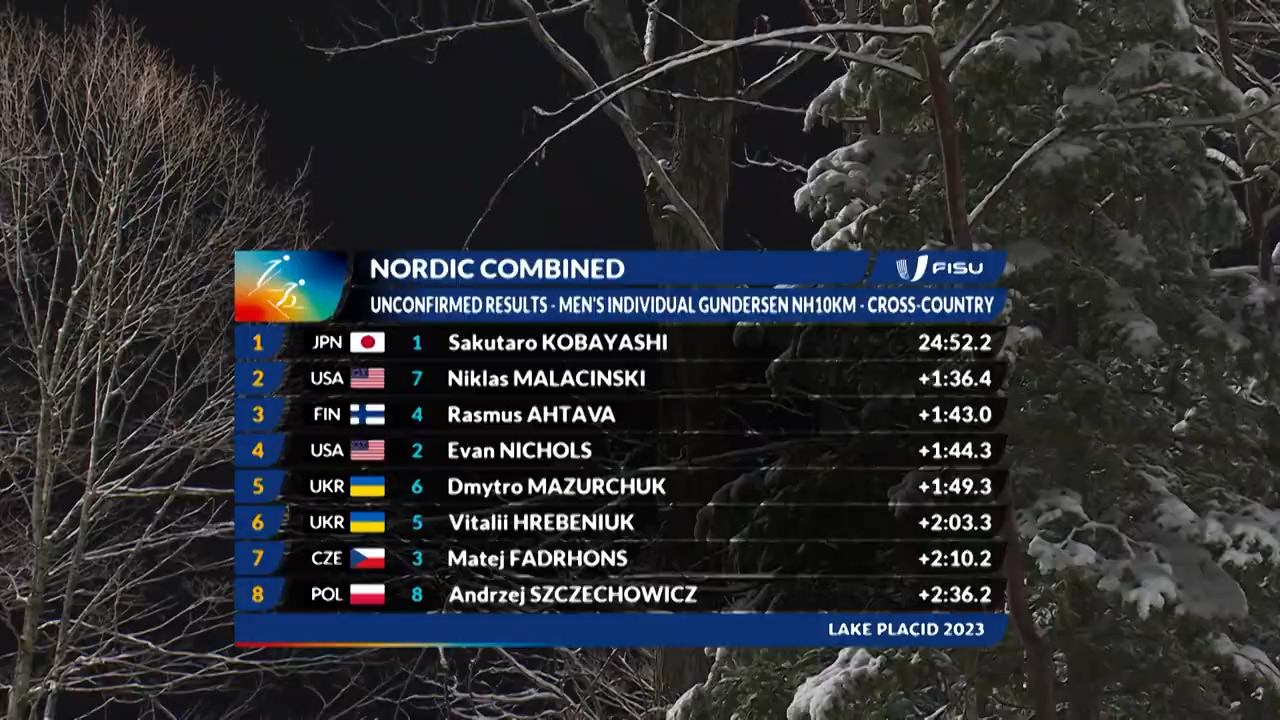 NORDIC COMBINED
FISU
UNCONFIRMED RESULTS - MEN'S INDIVIDUAL GUNDERSEN NH10KM - CROSS-COUNTRY
1 JPN 1 Sakutaro KOBAYASHI 24:52.2
2 USA 7 Niklas MALACINSKI +1:36.4
3 FIN 4 Rasmus AHTAVA +1:43.0
4 USA 2 Evan NICHOLS +1:44.3
5 UKR 6 Dmytro MAZURCHUK +1:49.3
6 UKR 5 Vitalii HREBENIUK +2:03.3
7 CZE 3 Matej FADRHONS +2:10.2
8 POL 8 Andrzej SZCZECHOWICZ +2:36.2
LAKE PLACID 2023